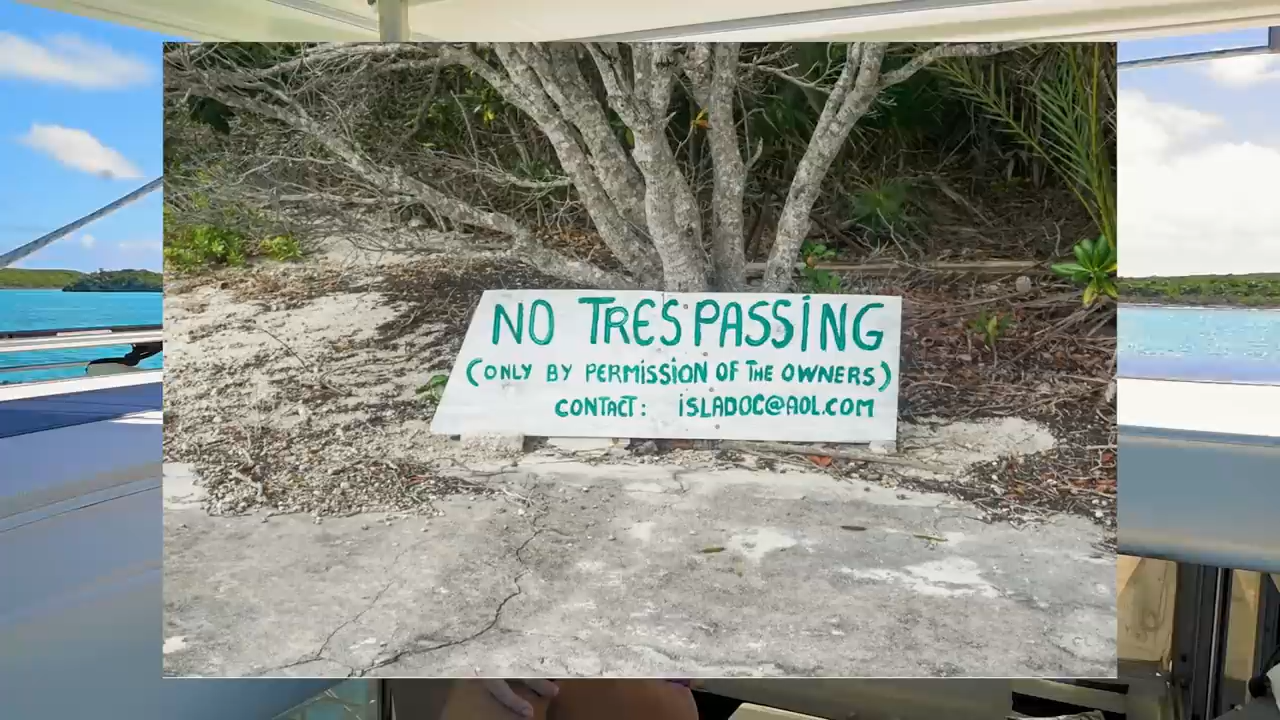 NO TRESPASSING
(ONLY BY PERMISSION OF THE OWNERS)
CONTACT: ISLADOC@AOL.COM